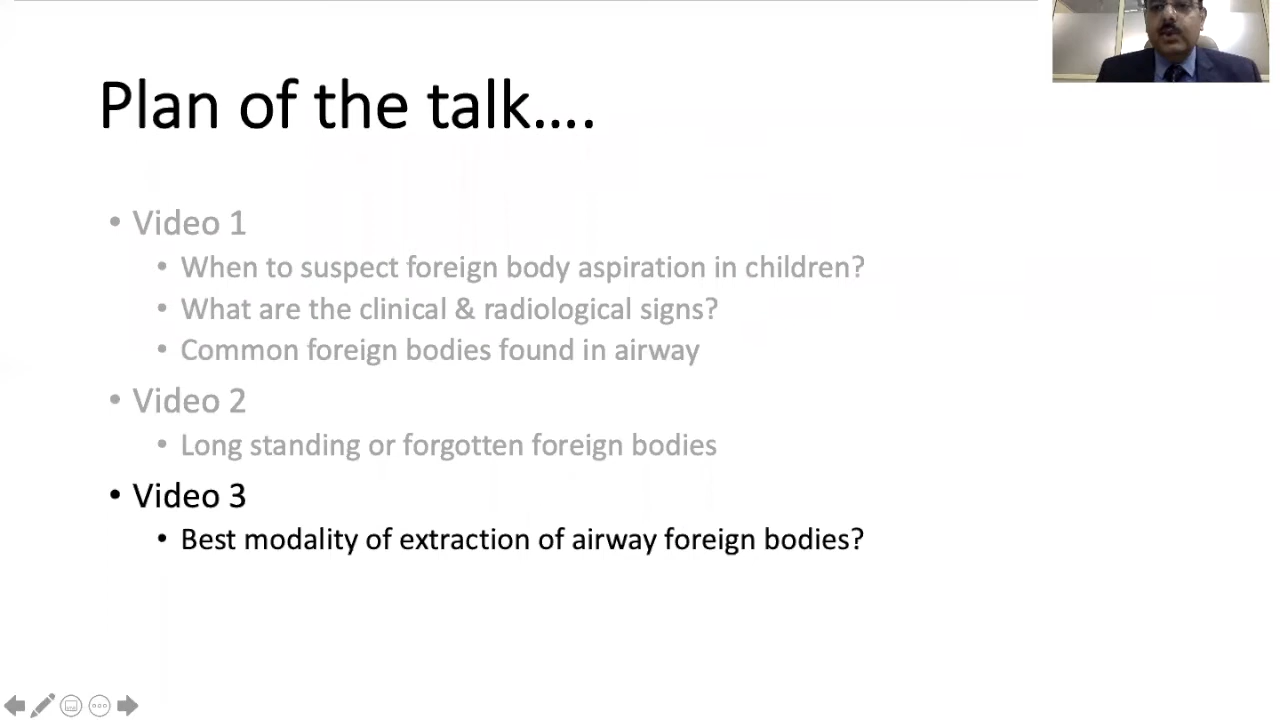 Plan of the talk....
• Video 1
• When to suspect foreign body aspiration in children?
• What are the clinical & radiological signs?
• Common foreign bodies found in airway
• Video 2
• Long standing or forgotten foreign bodies
• Video 3
• Best modality of extraction of airway foreign bodies?